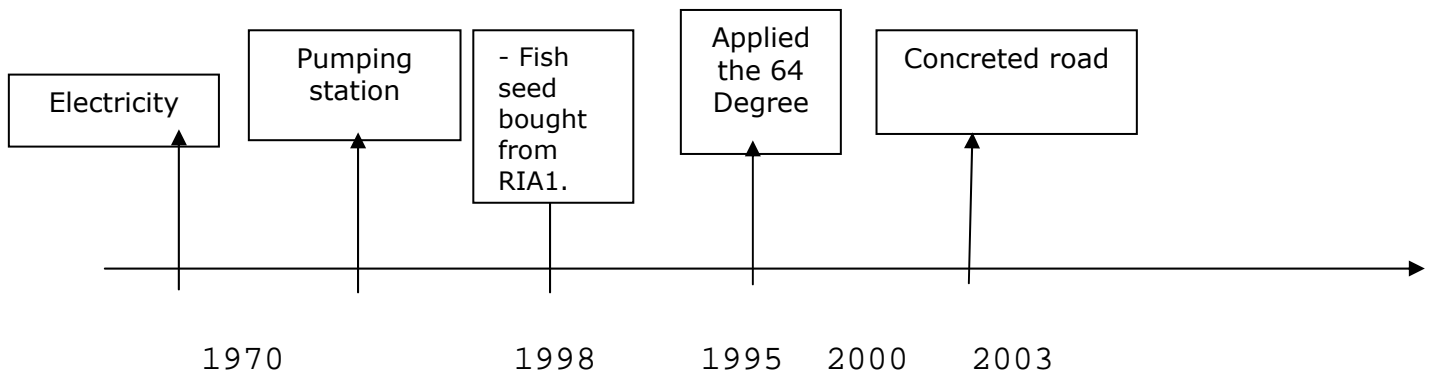 Electricity
Pumping
station
- Fish
seed
bought
from
RIA1.
Applied
the 64
Degree
Concreted road
1970 1998 1995 2000 2003